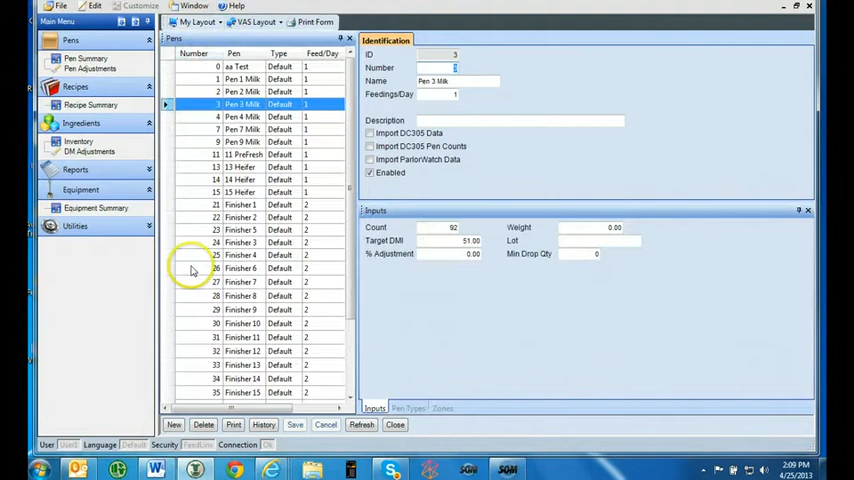 File Edit Customize Window
Main Menu My Layout VAS Layout Print Form
Pens
Pen Summary
Pen Adjustments
Recipes
Recipe Summary
Ingredients
Inventory
DM Adjustments
Reports
Equipment
Equipment Summary
Utilities
Pens
Number Pen Type Feed/Day
0 aa Test Default 1
1 Pen 1 Milk Default 1
2 Pen 2 Milk Default 1
3 Pen 3 Milk Default 1
4 Pen 4 Milk Default 1
7 Pen 7 Milk Default 1
9 Pen 9 Milk Default 1
11 11 PreFresh Default 1
13 13 Heifer Default 1
14 14 Heifer Default 1
15 15 Heifer Default 1
21 Finisher 1 Default 2
22 Finisher 2 Default 2
23 Finisher 5 Default 2
24 Finisher 3 Default 2
25 Finisher 4 Default 2
26 Finisher 6 Default 2
27 Finisher 7 Default 2
28 Finisher 8 Default 2
29 Finisher 9 Default 2
30 Finisher 10 Default 2
31 Finisher 11 Default 2
32 Finisher 12 Default 2
33 Finisher 13 Default 2
34 Finisher 14 Default 2
35 Finisher 15 Default 2
New Delete Print History Save Cancel Refresh Close
Identification
ID 3
Number 3
Name Pen 3 Milk
Feedings/Day 1
Description
Import DC305 Data
Import DC305 Pen Counts
Import ParlorWatch Data
Enabled
Inputs
Count 92 Weight 0.00
Target DMI 51.00 Lot
% Adjustment 0.00 Min Drop Qty 0
Inputs Pen Types Zones
User User1 Language Default Security FeedLinx Connection Ok
2:09 PM
4/25/2013